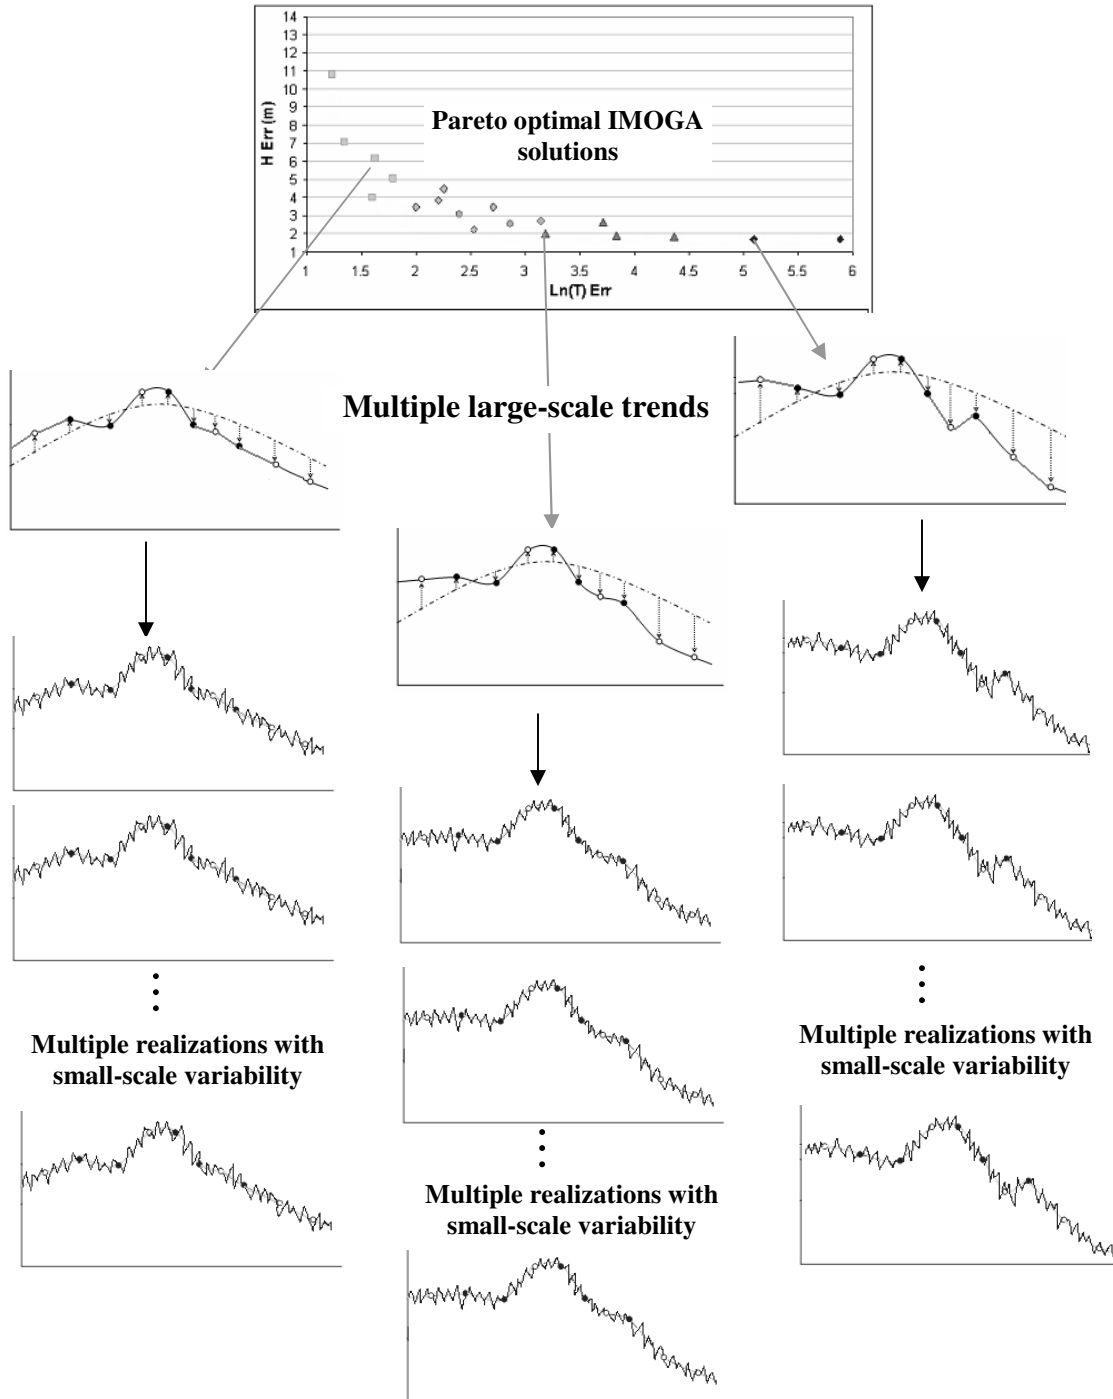 14
13
12
11
10
9
8
7
6
5
4
3
2
1
H Err (m)
Pareto optimal IMOGA
solutions
1 1.5 2 2.5 3 3.5 4 4.5 5 5.5 6
Ln(T) Err
Multiple large-scale trends
Multiple realizations with
small-scale variability
Multiple realizations with
small-scale variability
Multiple realizations with
small-scale variability